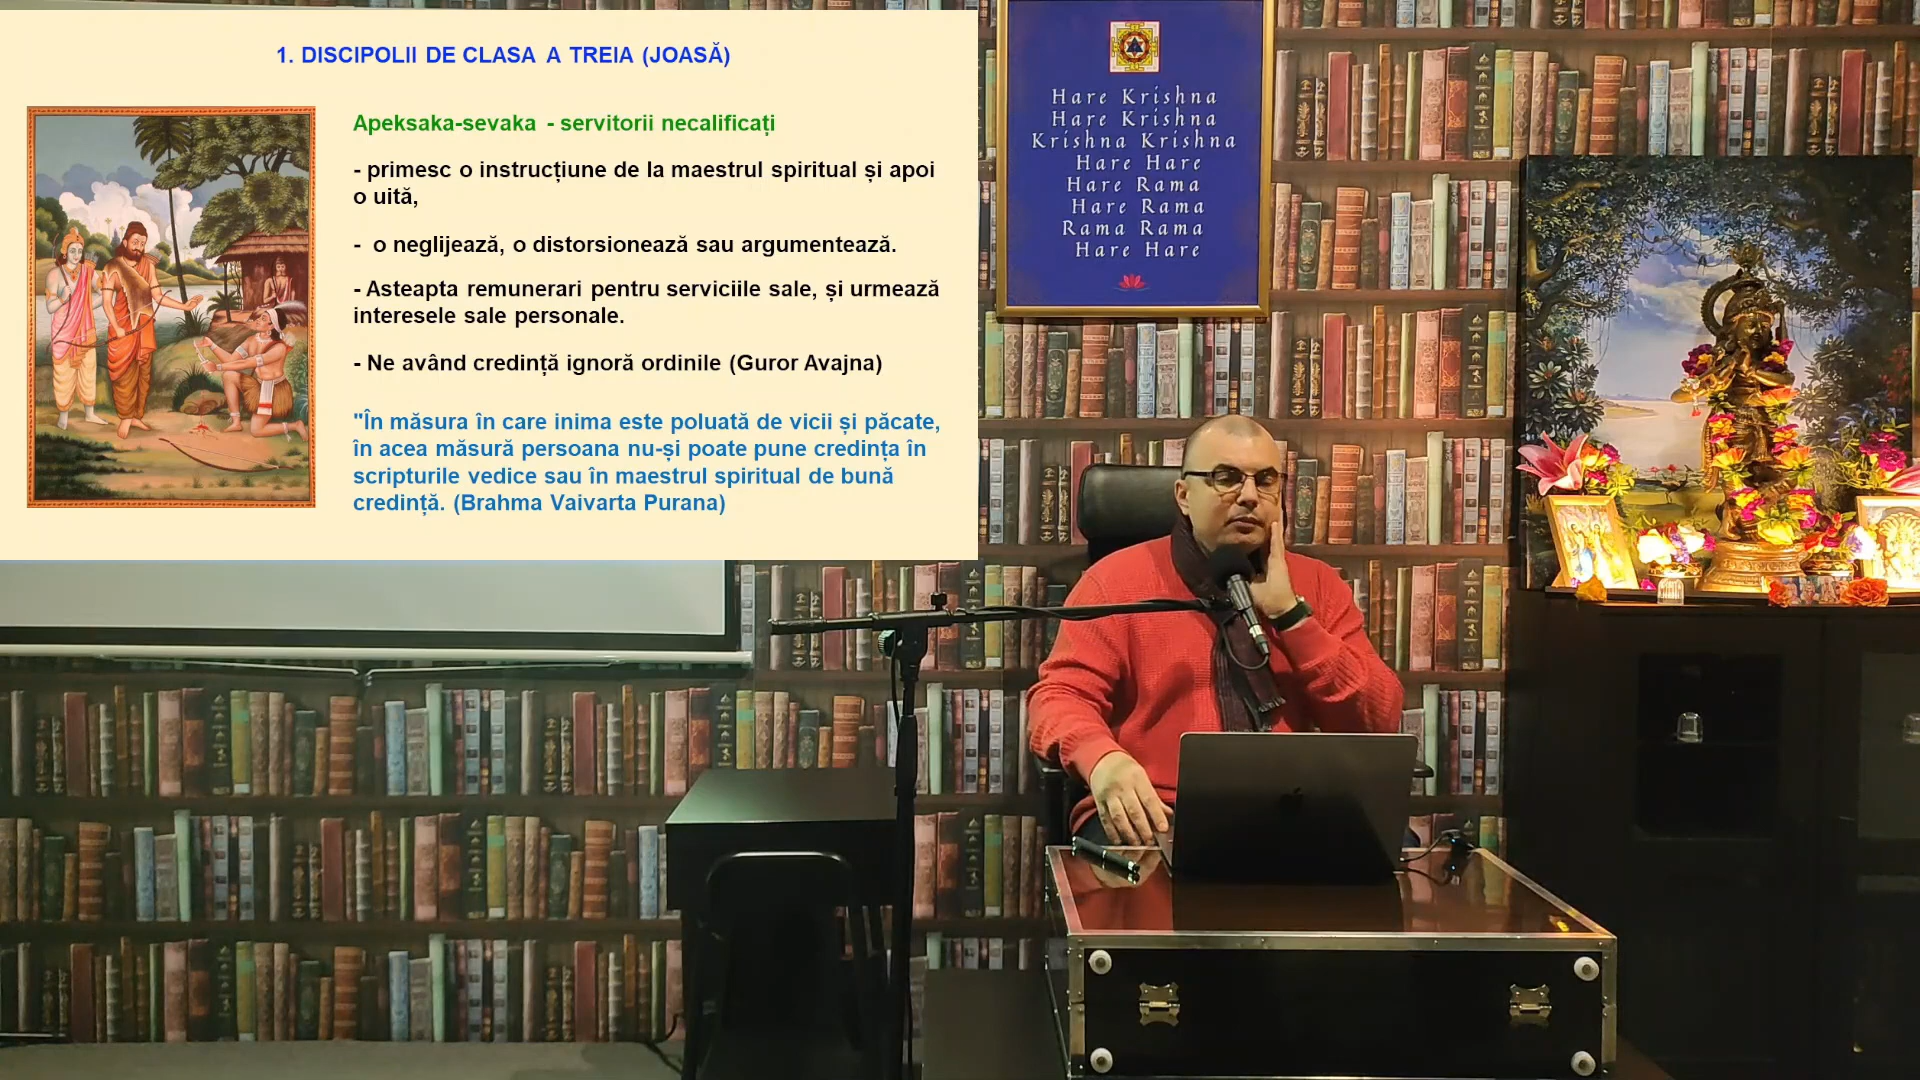 1. DISCIPOLII DE CLASA A TREIA (JOASĂ)
Apeksaka-sevaka - servitorii necalificați
- primesc o instrucțiune de la maestrul spiritual și apoi
o uită,
- o neglijează, o distorsionează sau argumentează.
- Asteapta remunerari pentru serviciile sale, și urmează
interesele sale personale.
- Ne având credință ignoră ordinile (Guror Avajna)
"În măsura în care inima este poluată de vicii și păcate,
în acea măsură persoana nu-și poate pune credința în
scripturile vedice sau în maestrul spiritual de bună
credință. (Brahma Vaivarta Purana)
Hare Krishna
Hare Krishna
Krishna Krishna
Hare Hare
Hare Rama
Hare Rama
Rama Rama
Hare Hare